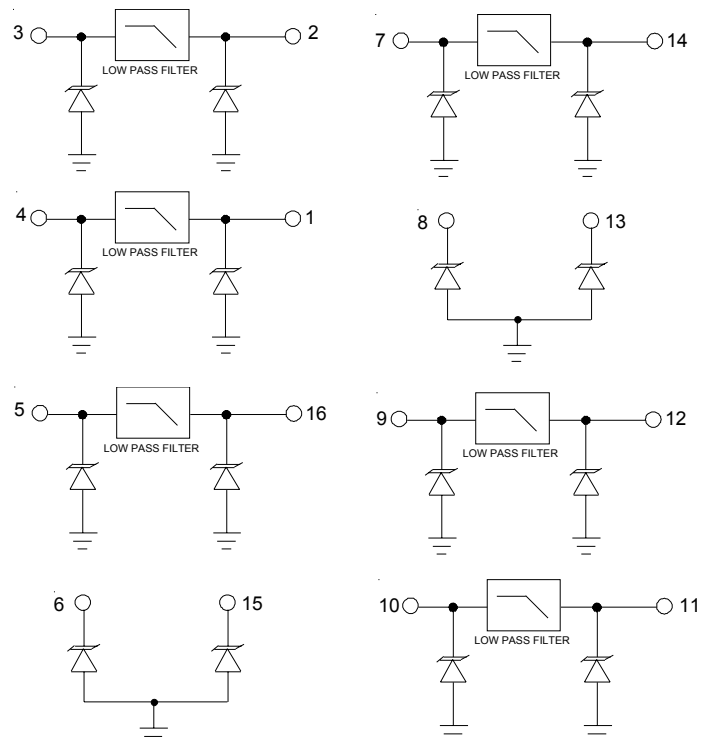 3 2
LOW PASS FILTER
7 14
LOW PASS FILTER
4 1
LOW PASS FILTER
8 13
5 16
LOW PASS FILTER
9 12
LOW PASS FILTER
6 15
10 11
LOW PASS FILTER